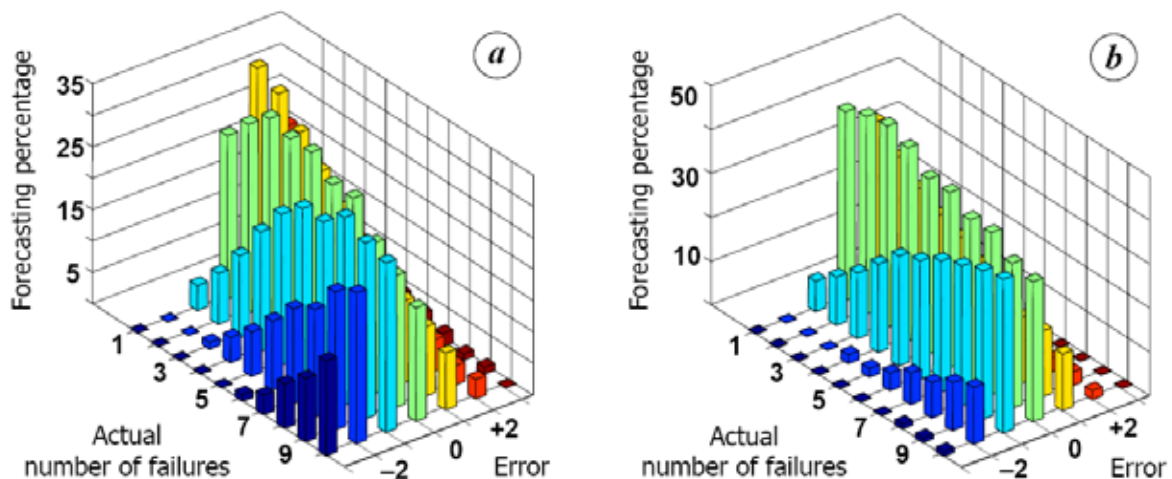 a
Forecasting percentage
35
25
15
5
1
3
5
7
9
Actual
number of failures
–2
0
+2
Error
b
Forecasting percentage
50
30
10
1
3
5
7
9
Actual
number of failures
–2
0
+2
Error